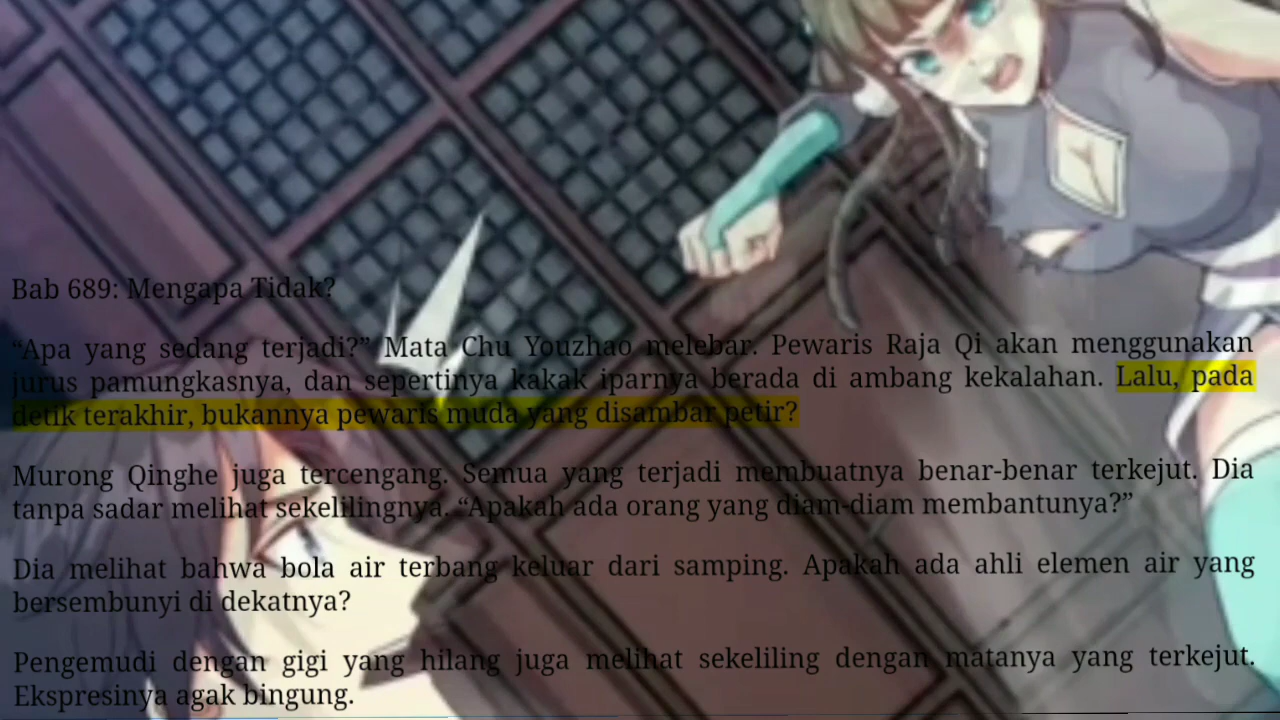 Bab 689: Mengapa Tidak?
“Apa yang sedang terjadi?” Mata Chu Youzhao melebar. Pewaris Raja Qi akan menggunakan
jurus pamungkasnya, dan sepertinya kakak iparnya berada di ambang kekalahan. Lalu, pada
detik terakhir, bukannya pewaris muda yang disambar petir?
Murong Qinghe juga tercengang. Semua yang terjadi membuatnya benar-benar terkejut. Dia
tanpa sadar melihat sekelilingnya. “Apakah ada orang yang diam-diam membantunya?”
Dia melihat bahwa bola air terbang keluar dari samping. Apakah ada ahli elemen air yang
bersembunyi di dekatnya?
Pengemudi dengan gigi yang hilang juga melihat sekeliling dengan matanya yang terkejut.
Ekspresinya agak bingung.